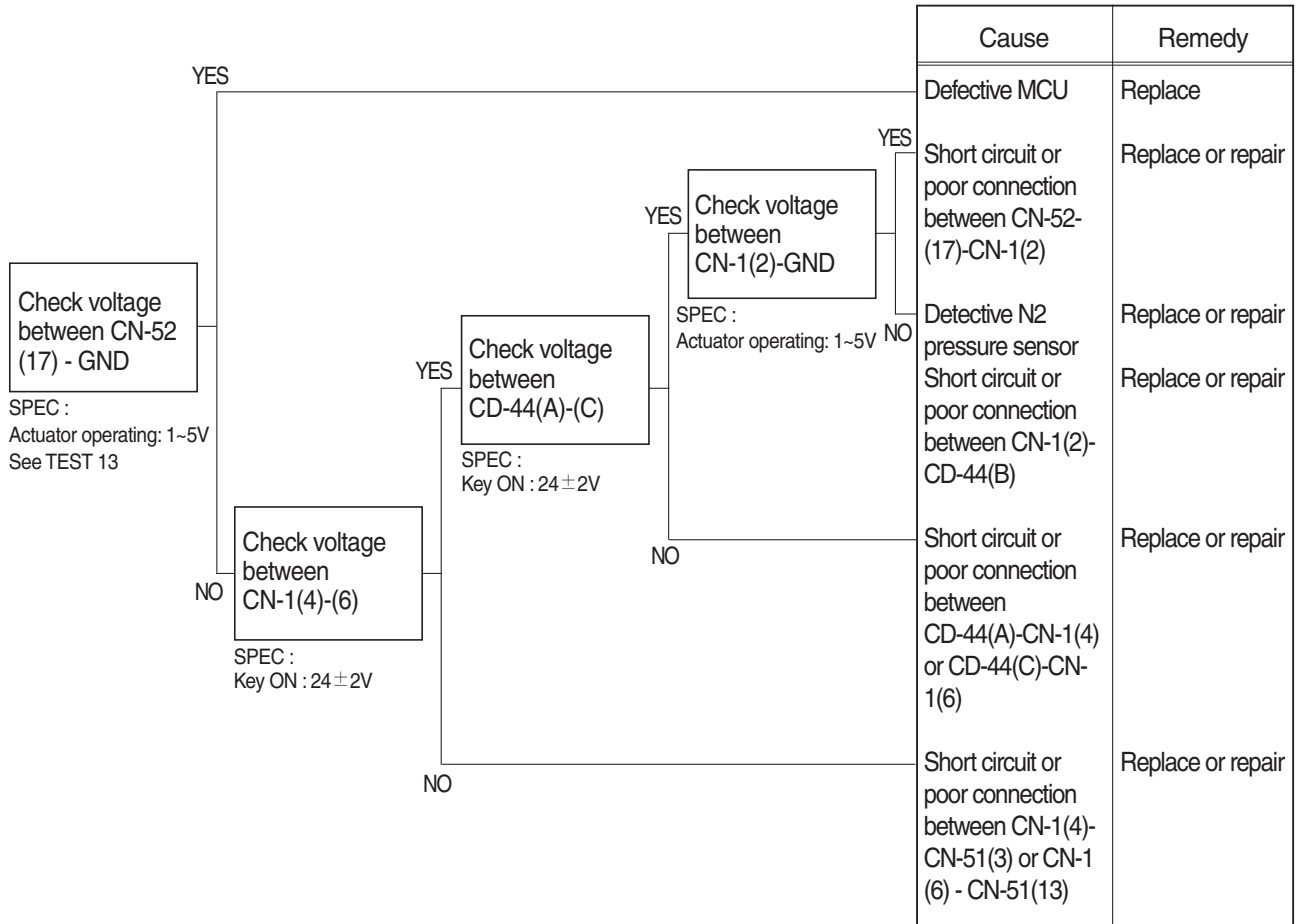 Cause
Remedy
YES
Defective MCU
Replace
YES
Short circuit or
poor connection
between CN-52-
(17)-CN-1(2)
Replace or repair
YES
Check voltage
between
CN-1(2)-GND
SPEC :
Actuator operating: 1~5V
NO
Detective N2
pressure sensor
Replace or repair
Short circuit or
poor connection
between CN-1(2)-
CD-44(B)
Replace or repair
Check voltage
between CN-52
(17) - GND
SPEC :
Actuator operating: 1~5V
See TEST 13
YES
Check voltage
between
CD-44(A)-(C)
SPEC :
Key ON : 24±2V
NO
Short circuit or
poor connection
between
CD-44(A)-CN-1(4)
or CD-44(C)-CN-
1(6)
Replace or repair
NO
Check voltage
between
CN-1(4)-(6)
SPEC :
Key ON : 24±2V
NO
Short circuit or
poor connection
between CN-1(4)-
CN-51(3) or CN-1
(6) - CN-51(13)
Replace or repair